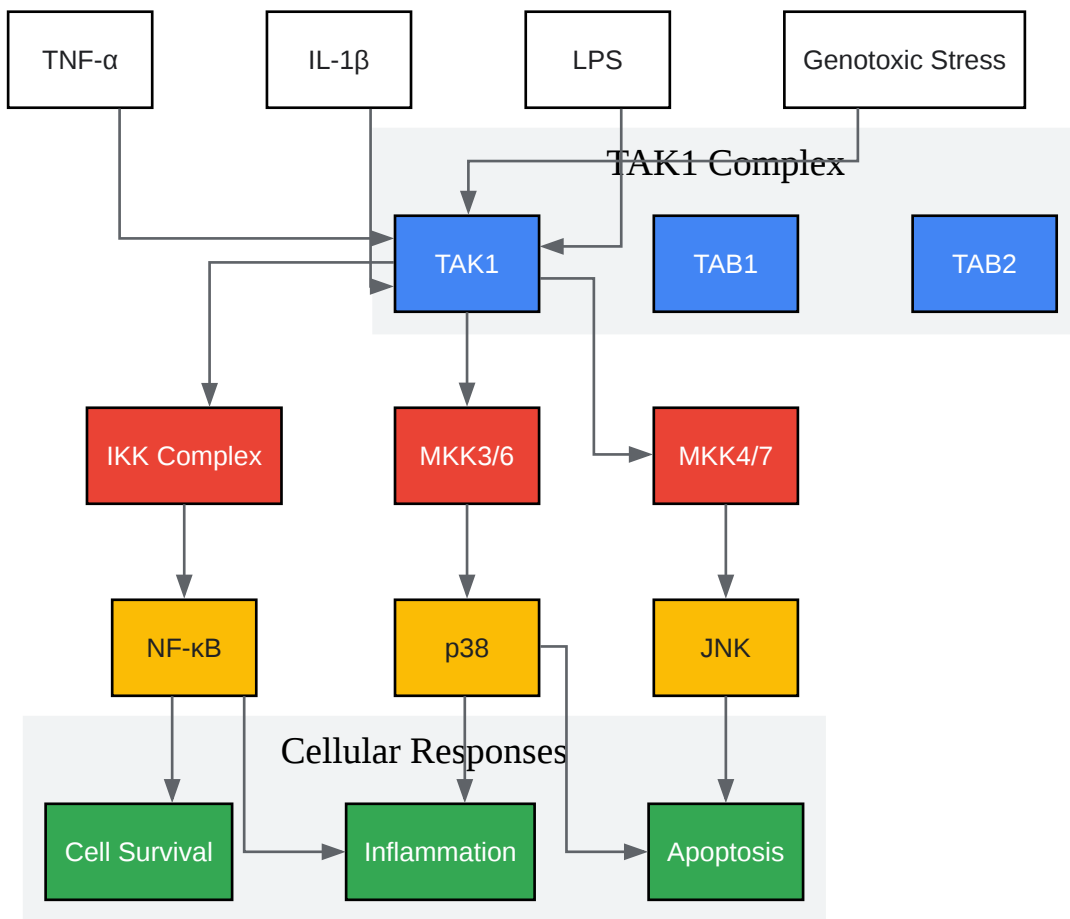 TNF-α
IL-1β
LPS
Genotoxic Stress
TAK1 Complex
TAK1
TAB1
TAB2
IKK Complex
MKK3/6
MKK4/7
NF-κB
p38
JNK
Cellular Responses
Cell Survival
Inflammation
Apoptosis